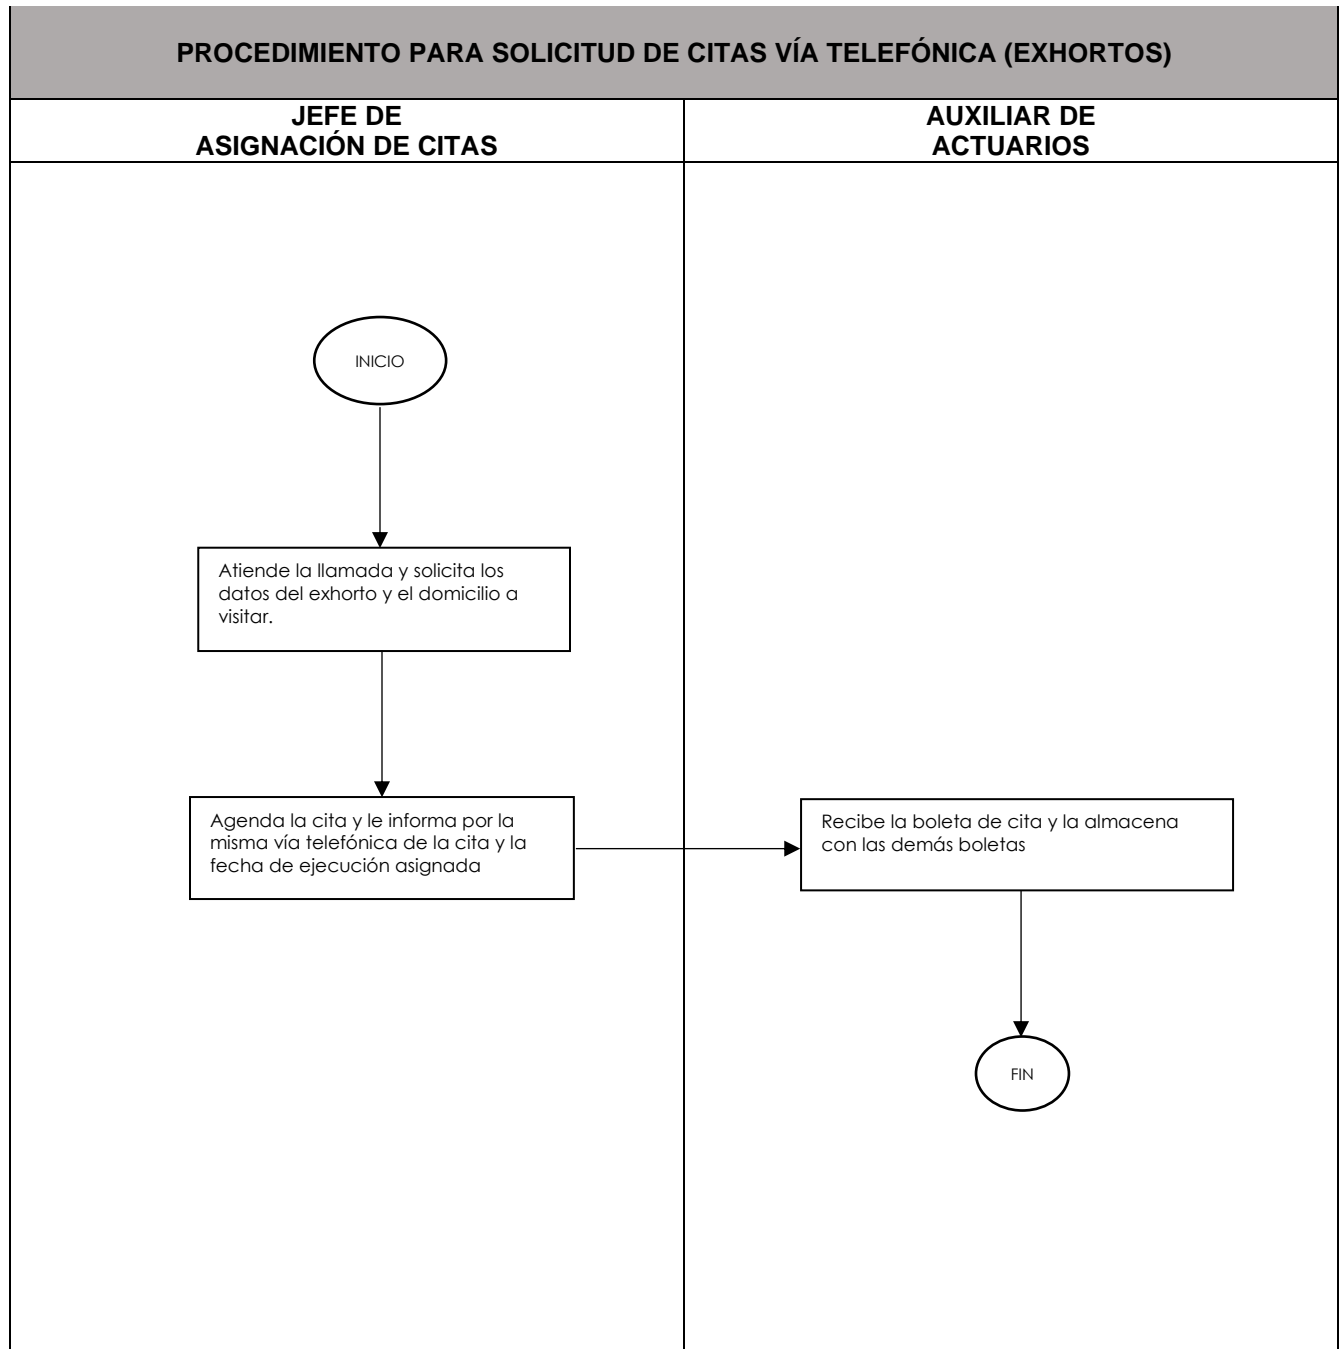 PROCEDIMIENTO PARA SOLICITUD DE CITAS VÍA TELEFÓNICA (EXHORTOS)
JEFE DE
ASIGNACIÓN DE CITAS
AUXILIAR DE
ACTUARIOS
INICIO
Atiende la llamada y solicita los
datos del exhorto y el domicilio a
visitar.
Agenda la cita y le informa por la
misma vía telefónica de la cita y la
fecha de ejecución asignada
Recibe la boleta de cita y la almacena
con las demás boletas
FIN